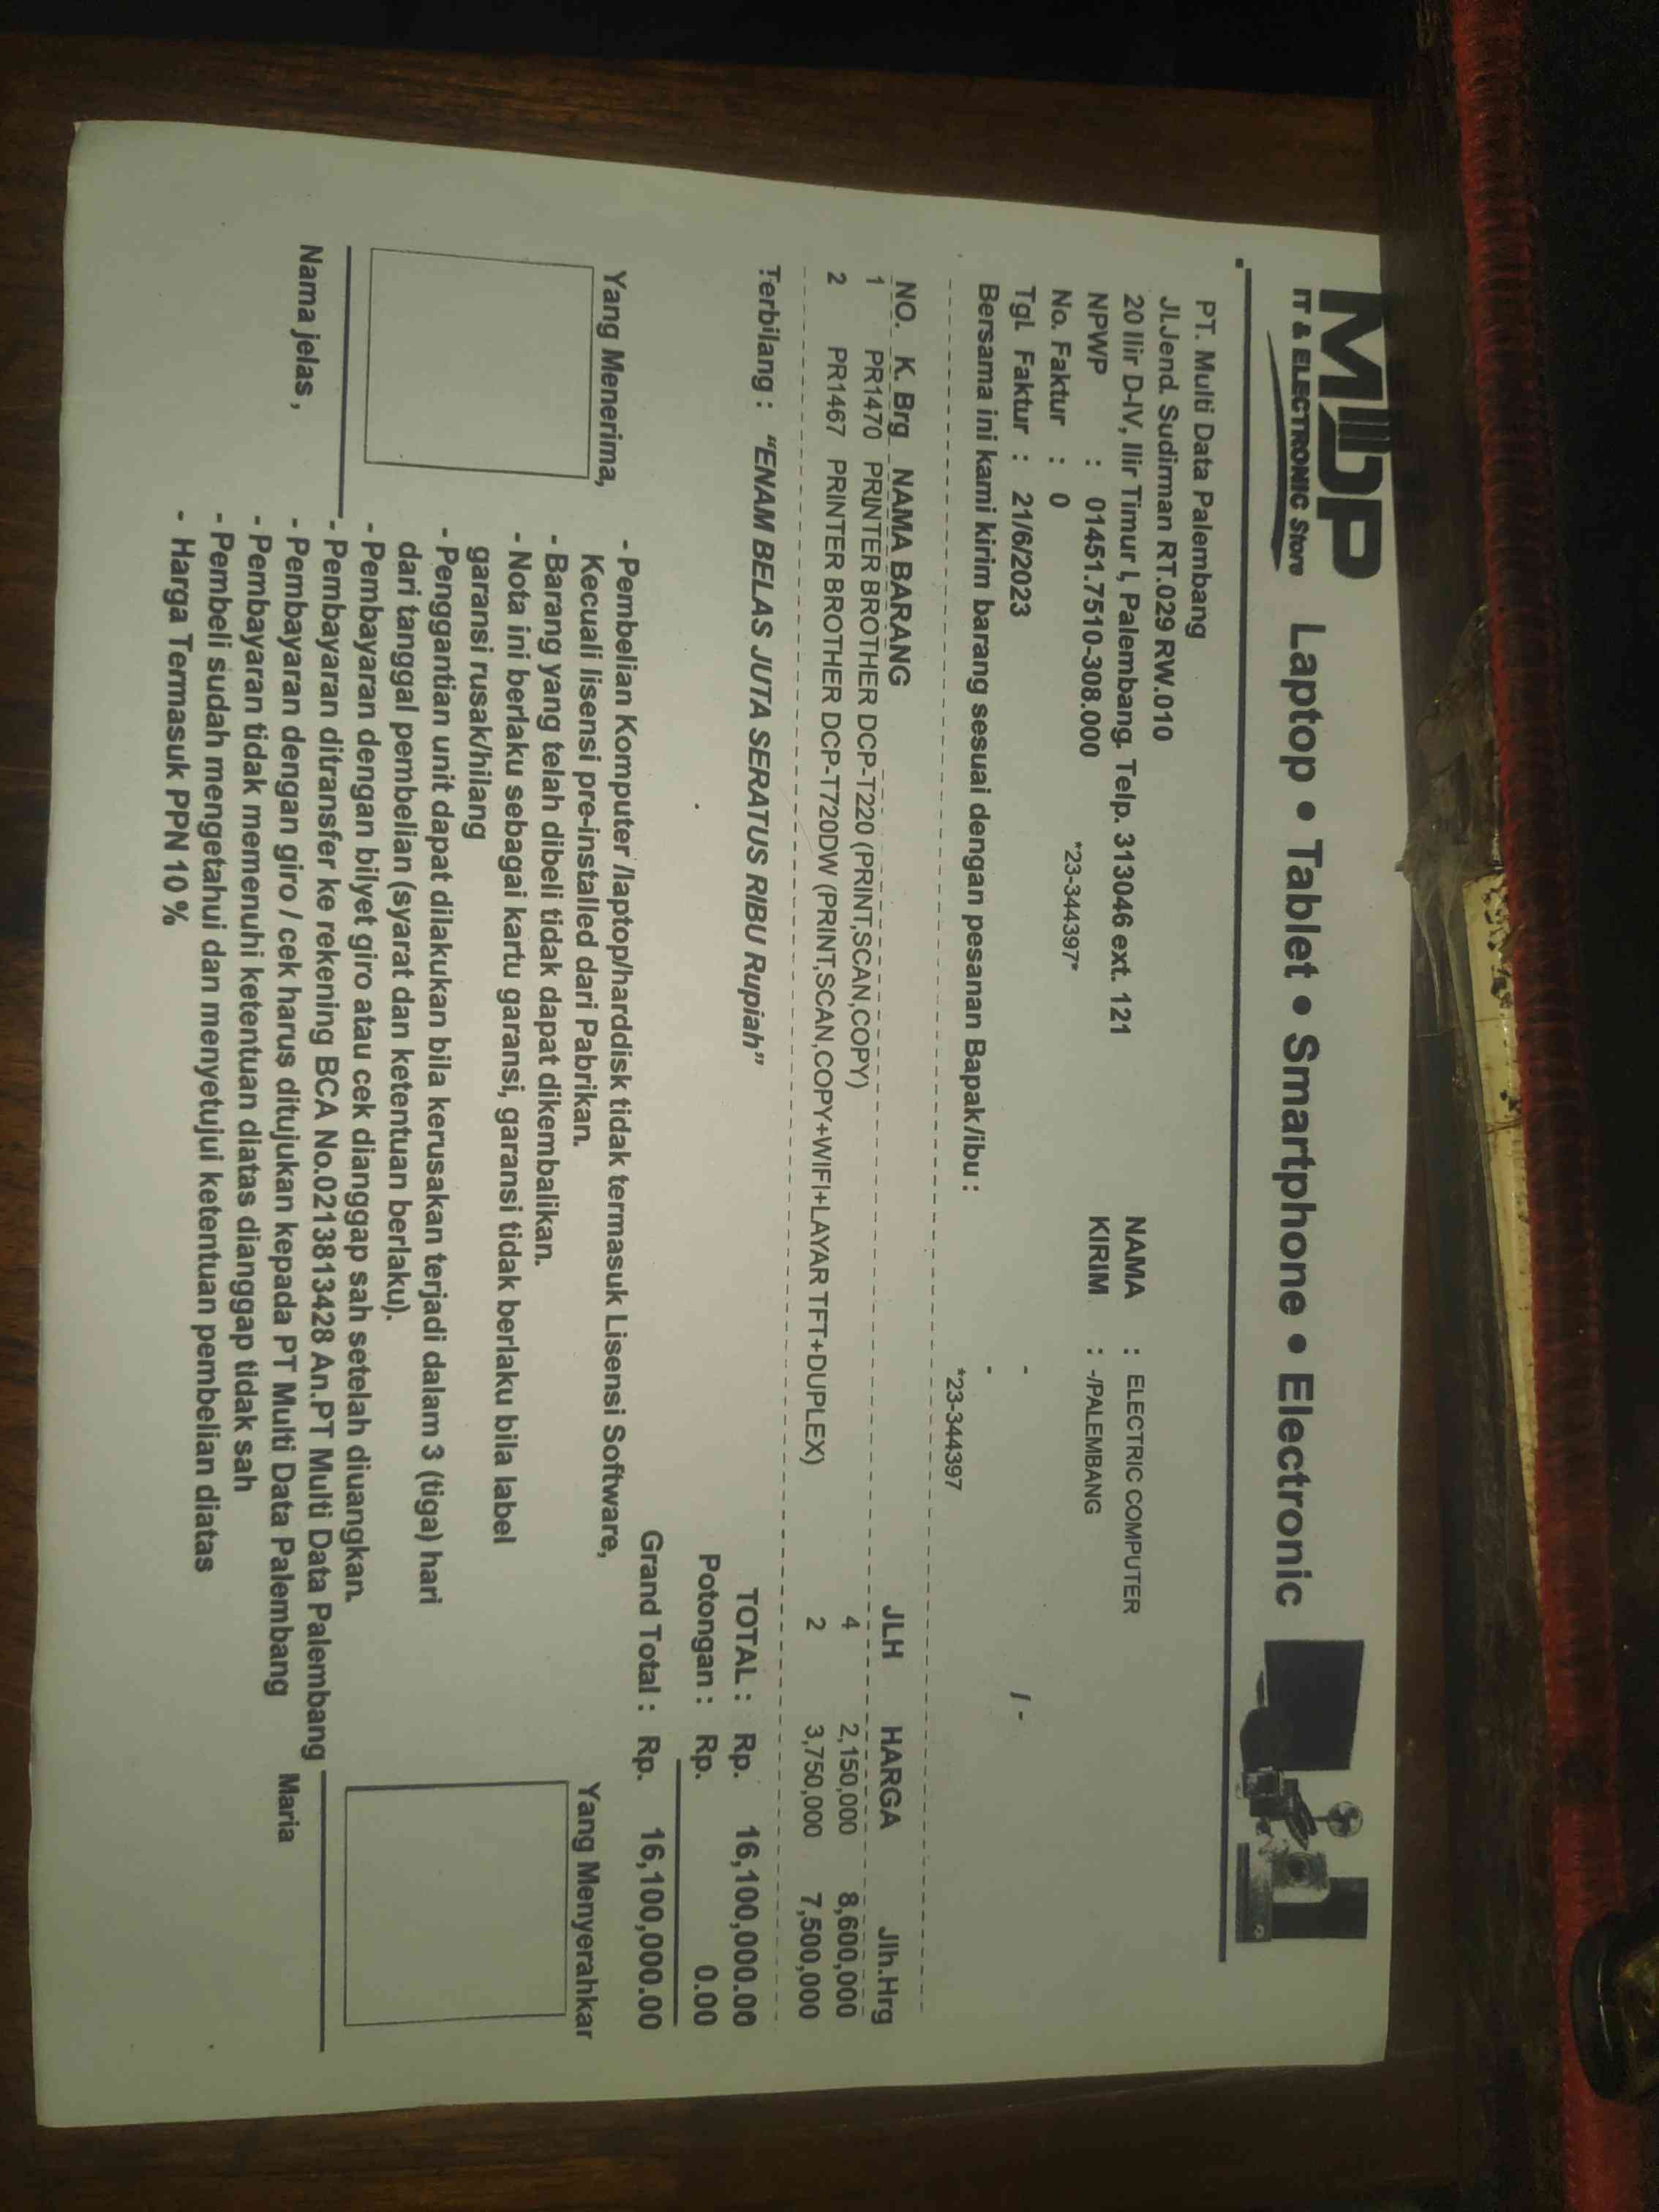 MDP
IT & ELECTRONIC Store
Laptop • Tablet • Smartphone • Electronic
PT. Multi Data Palembang
Jl.Jend. Sudirman RT.029 RW.010
20 Ilir D-IV, Ilir Timur I, Palembang. Telp. 313046 ext. 121
NPWP : 01451.7510-308.000
No. Faktur : 0 *23-344397*
Tgl. Faktur : 21/6/2023
NAMA : ELECTRIC COMPUTER
KIRIM : -/PALEMBANG
- / -
-
Bersama ini kami kirim barang sesuai dengan pesanan Bapak/ibu :
*23-344397
NO. K. Brg NAMA BARANG JLH HARGA Jlh.Hrg
1 PR1470 PRINTER BROTHER DCP-T220 (PRINT,SCAN,COPY) 4 2,150,000 8,600,000
2 PR1467 PRINTER BROTHER DCP-T720DW (PRINT,SCAN,COPY+WIFI+LAYAR TFT+DUPLEX) 2 3,750,000 7,500,000
Terbilang : "ENAM BELAS JUTA SERATUS RIBU Rupiah"
TOTAL : Rp. 16,100,000.00
Potongan : Rp. 0.00
Grand Total : Rp. 16,100,000.00
Yang Menerima,
Nama jelas ,
- Pembelian Komputer /laptop/harddisk tidak termasuk Lisensi Software,
Kecuali lisensi pre-installed dari Pabrikan.
- Barang yang telah dibeli tidak dapat dikembalikan.
- Nota ini berlaku sebagai kartu garansi, garansi tidak berlaku bila label
garansi rusak/hilang
- Penggantian unit dapat dilakukan bila kerusakan terjadi dalam 3 (tiga) hari
dari tanggal pembelian (syarat dan ketentuan berlaku).
- Pembayaran dengan bilyet giro atau cek dianggap sah setelah diuangkan.
- Pembayaran ditransfer ke rekening BCA No.0213813428 An.PT Multi Data Palembang
- Pembayaran dengan giro / cek harus ditujukan kepada PT Multi Data Palembang
- Pembayaran tidak memenuhi ketentuan diatas dianggap tidak sah
- Pembeli sudah mengetahui dan menyetujui ketentuan pembelian diatas
- Harga Termasuk PPN 10 %
Yang Menyerahkar
Maria